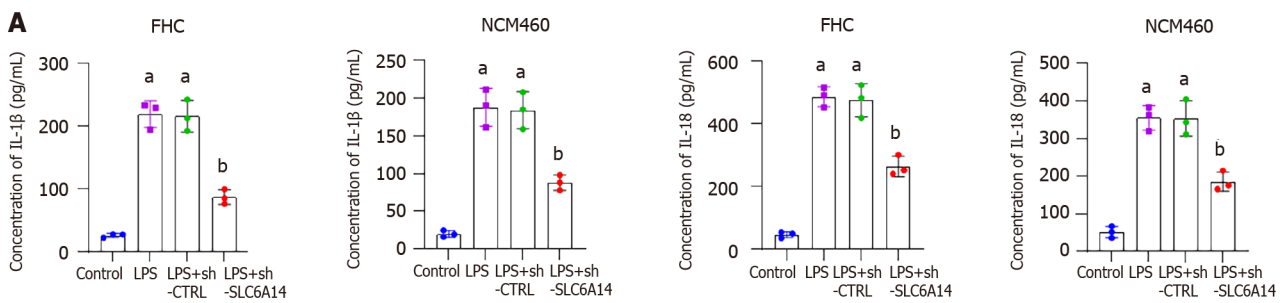 A
FHC
Concentration of IL-1β (pg/mL)
300
200
100
0
a
a
b
Control
LPS
LPS+sh
-CTRL
LPS+sh
-SLC6A14
NCM460
Concentration of IL-1β (pg/mL)
250
200
150
100
50
0
a
a
b
Control
LPS
LPS+sh
-CTRL
LPS+sh
-SLC6A14
FHC
Concentration of IL-18 (pg/mL)
600
400
200
0
a
a
b
Control
LPS
LPS+sh
-CTRL
LPS+sh
-SLC6A14
NCM460
Concentration of IL-18 (pg/mL)
500
400
300
200
100
0
a
a
b
Control
LPS
LPS+sh
-CTRL
LPS+sh
-SLC6A14